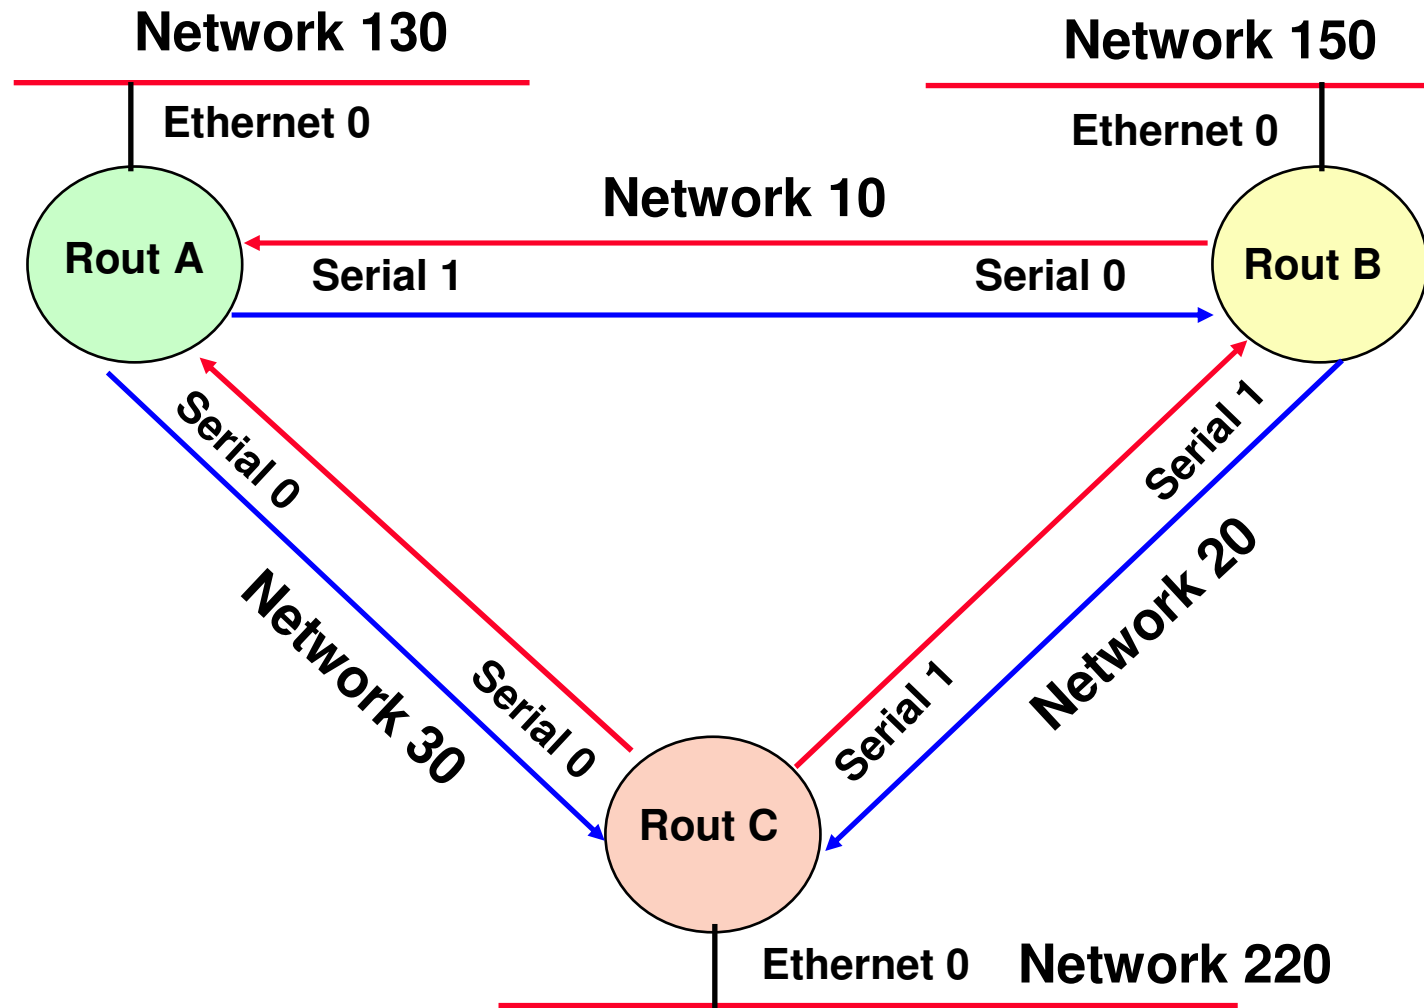 Network 130
Network 150
Ethernet 0
Ethernet 0
Network 10
Rout A
Rout B
Serial 1
Serial 0
Serial 0
Serial 1
Network 30
Network 20
Serial 0
Serial 1
Rout C
Ethernet 0
Network 220